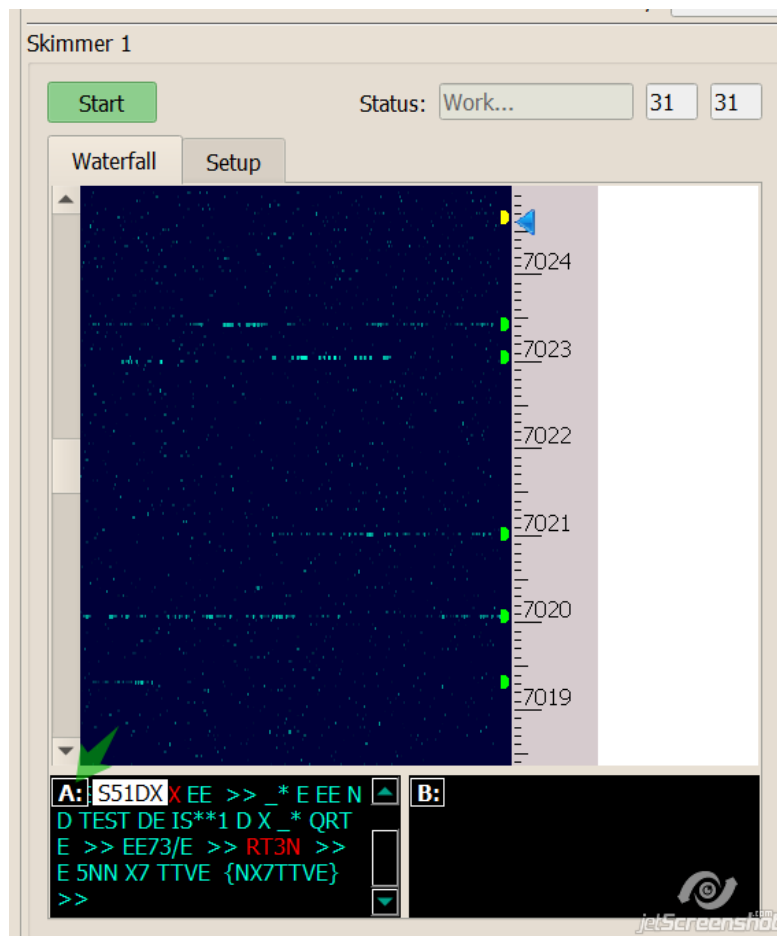 Skimmer 1
Start
Status: Work... 31 31
Waterfall Setup
7024
7023
7022
7021
7020
7019
A: S51DX X EE >> _* E EE N
D TEST DE IS**1 D X _* QRT
E >> EE73/E >> RT3N >>
E 5NN X7 TTVE {NX7TTVE}
>>
B:
jetScreenshot
.com